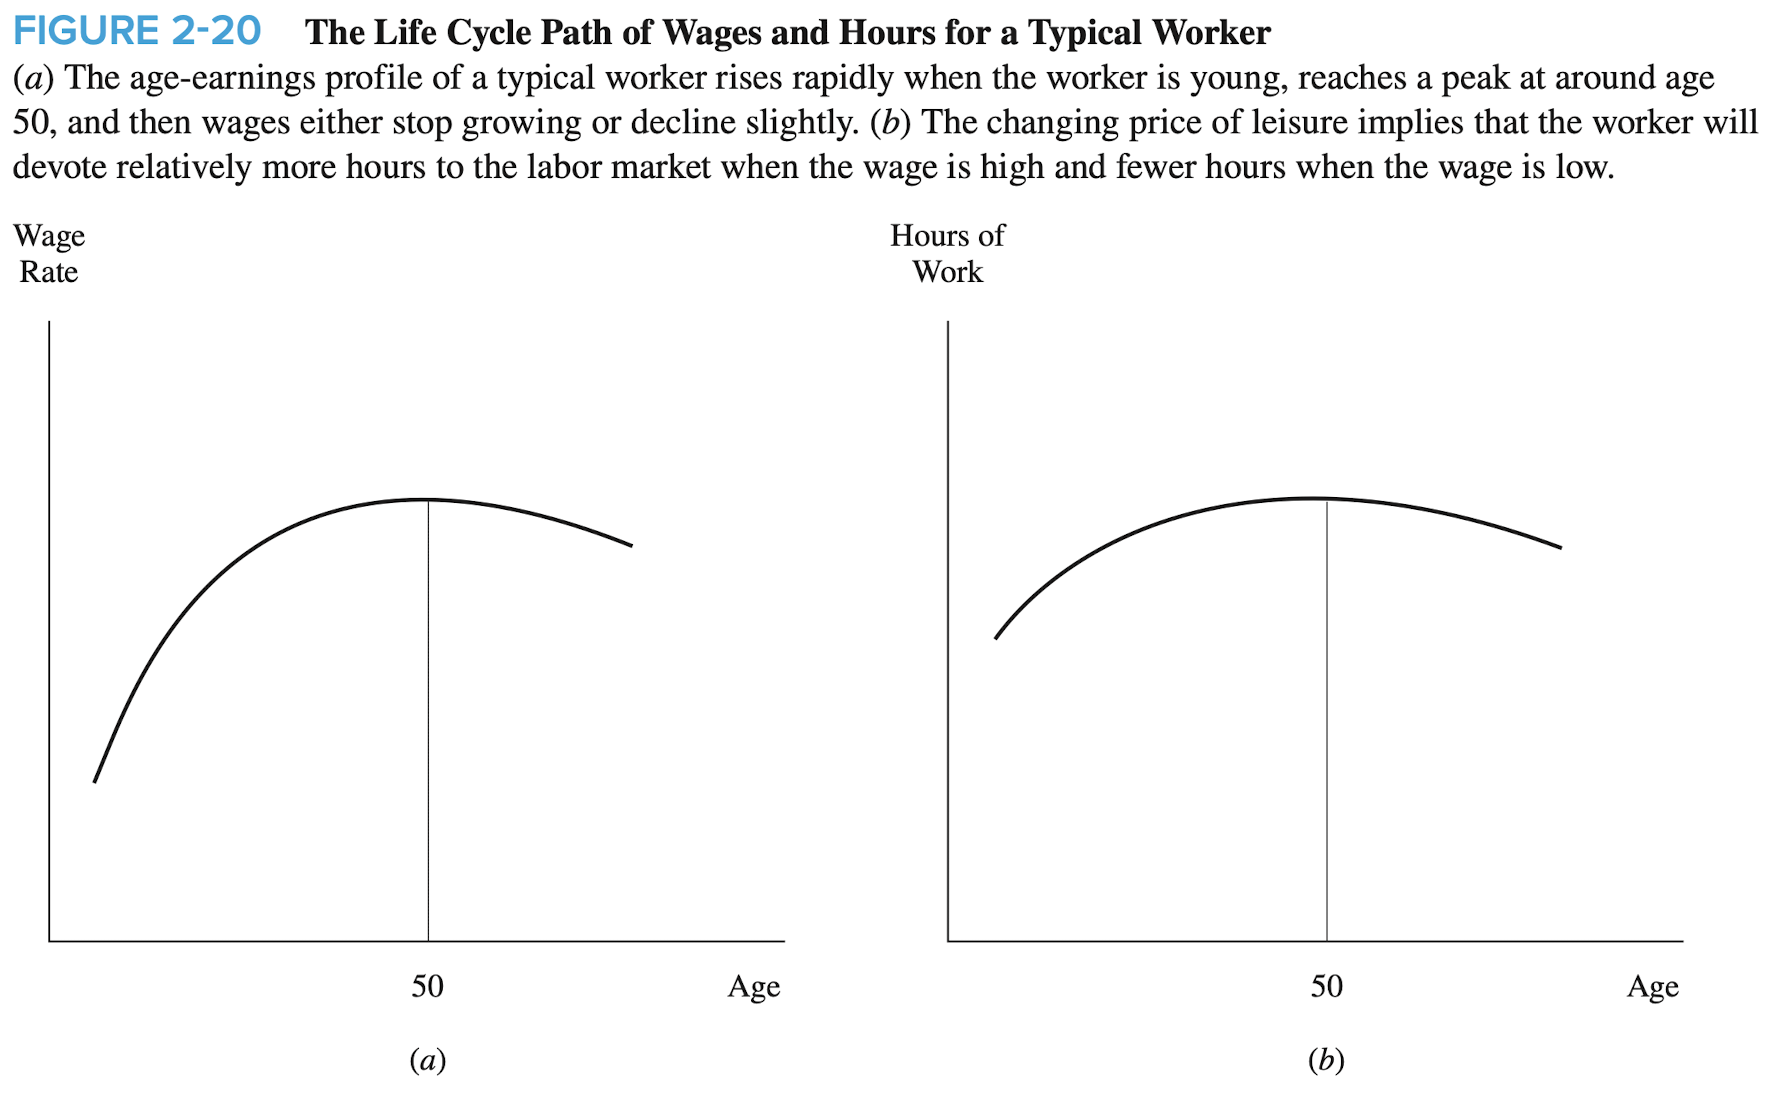 FIGURE 2-20 The Life Cycle Path of Wages and Hours for a Typical Worker
(a) The age-earnings profile of a typical worker rises rapidly when the worker is young, reaches a peak at around age
50, and then wages either stop growing or decline slightly. (b) The changing price of leisure implies that the worker will
devote relatively more hours to the labor market when the wage is high and fewer hours when the wage is low.
Wage
Rate
50
Age
(a)
Hours of
Work
50
Age
(b)